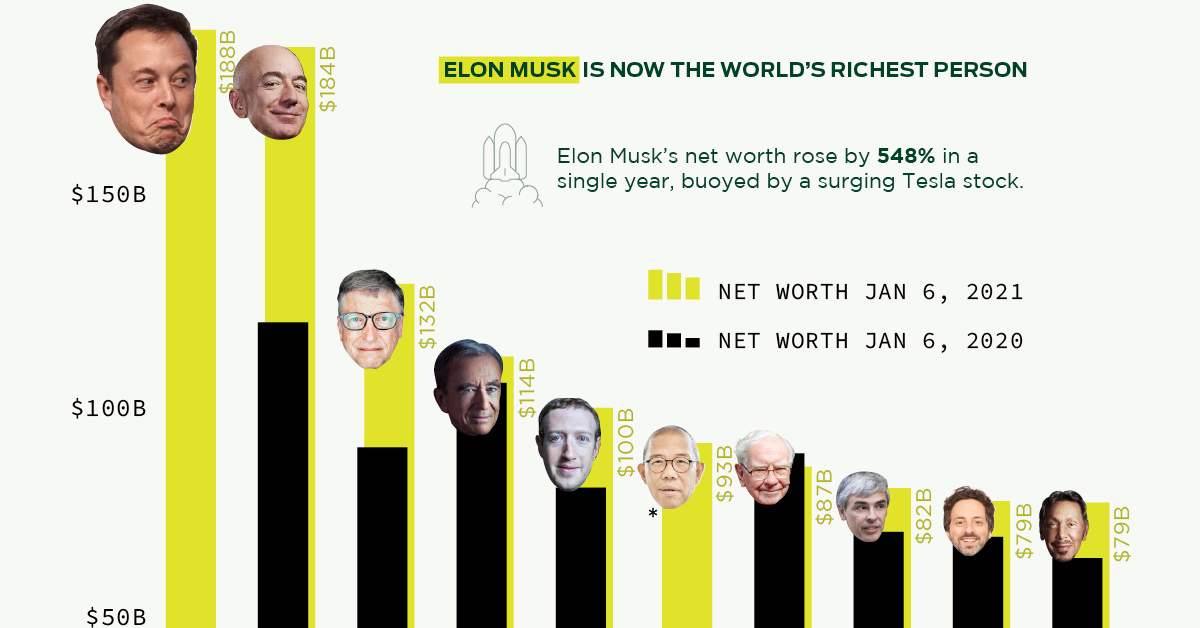 ELON MUSK IS NOW THE WORLD'S RICHEST PERSON
Elon Musk's net worth rose by 548% in a
single year, buoyed by a surging Tesla stock.
NET WORTH JAN 6, 2021
NET WORTH JAN 6, 2020
$150B
$100B
$50B
$188B
$184B
$132B
$114B
$100B
$93B
*
$87B
$82B
$79B
$79B